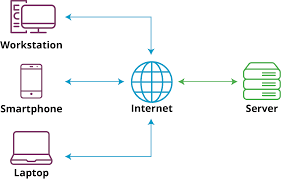 Workstation
Smartphone
Internet
Server
Laptop